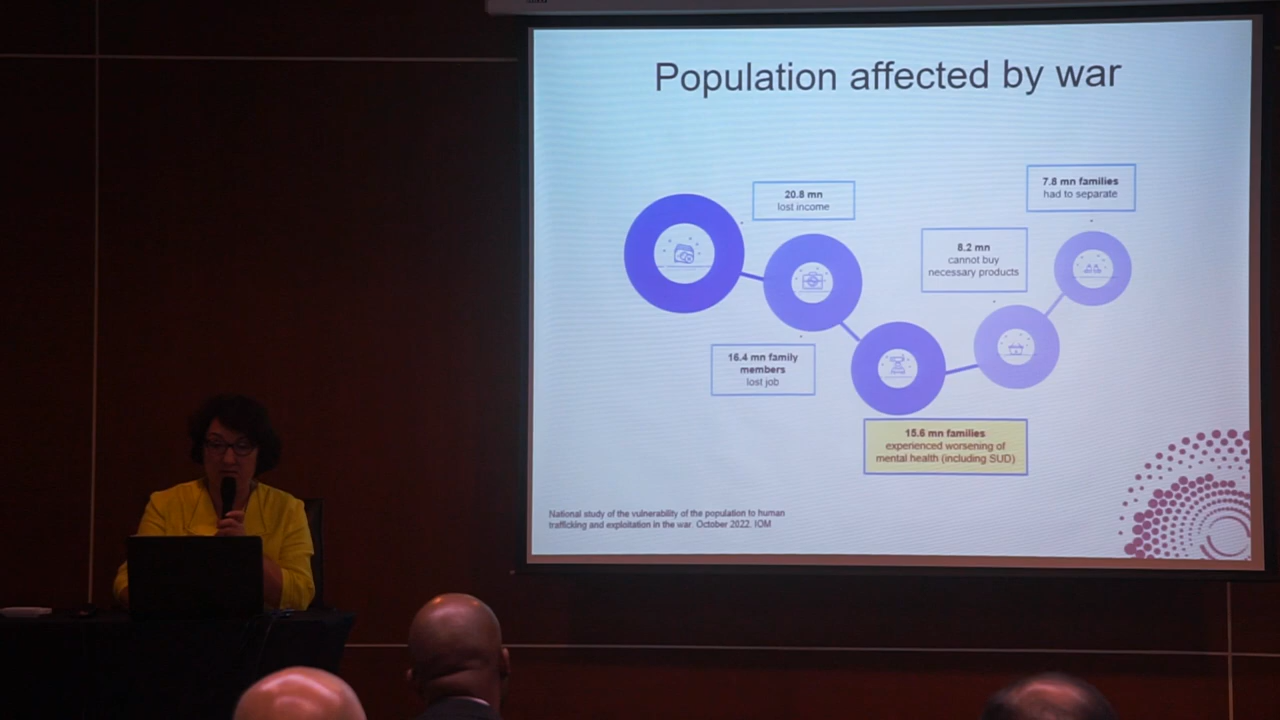 Population affected by war
20.8 mn
lost income
16.4 mn family
members
lost job
15.6 mn families
experienced worsening of
mental health (including SUD)
8.2 mn
cannot buy
necessary products
7.8 mn families
had to separate
National study of the vulnerability of the population to human
trafficking and exploitation in the war. October 2022. IOM